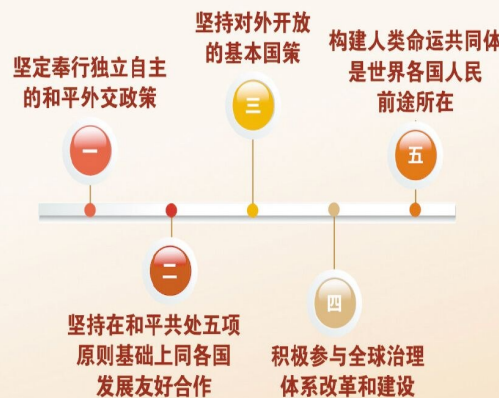 一
坚定奉行独立自主
的和平外交政策
二
坚持在和平共处五项
原则基础上同各国
发展友好合作
三
坚持对外开放
的基本国策
四
积极参与全球治理
体系改革和建设
五
构建人类命运共同体
是世界各国人民
前途所在